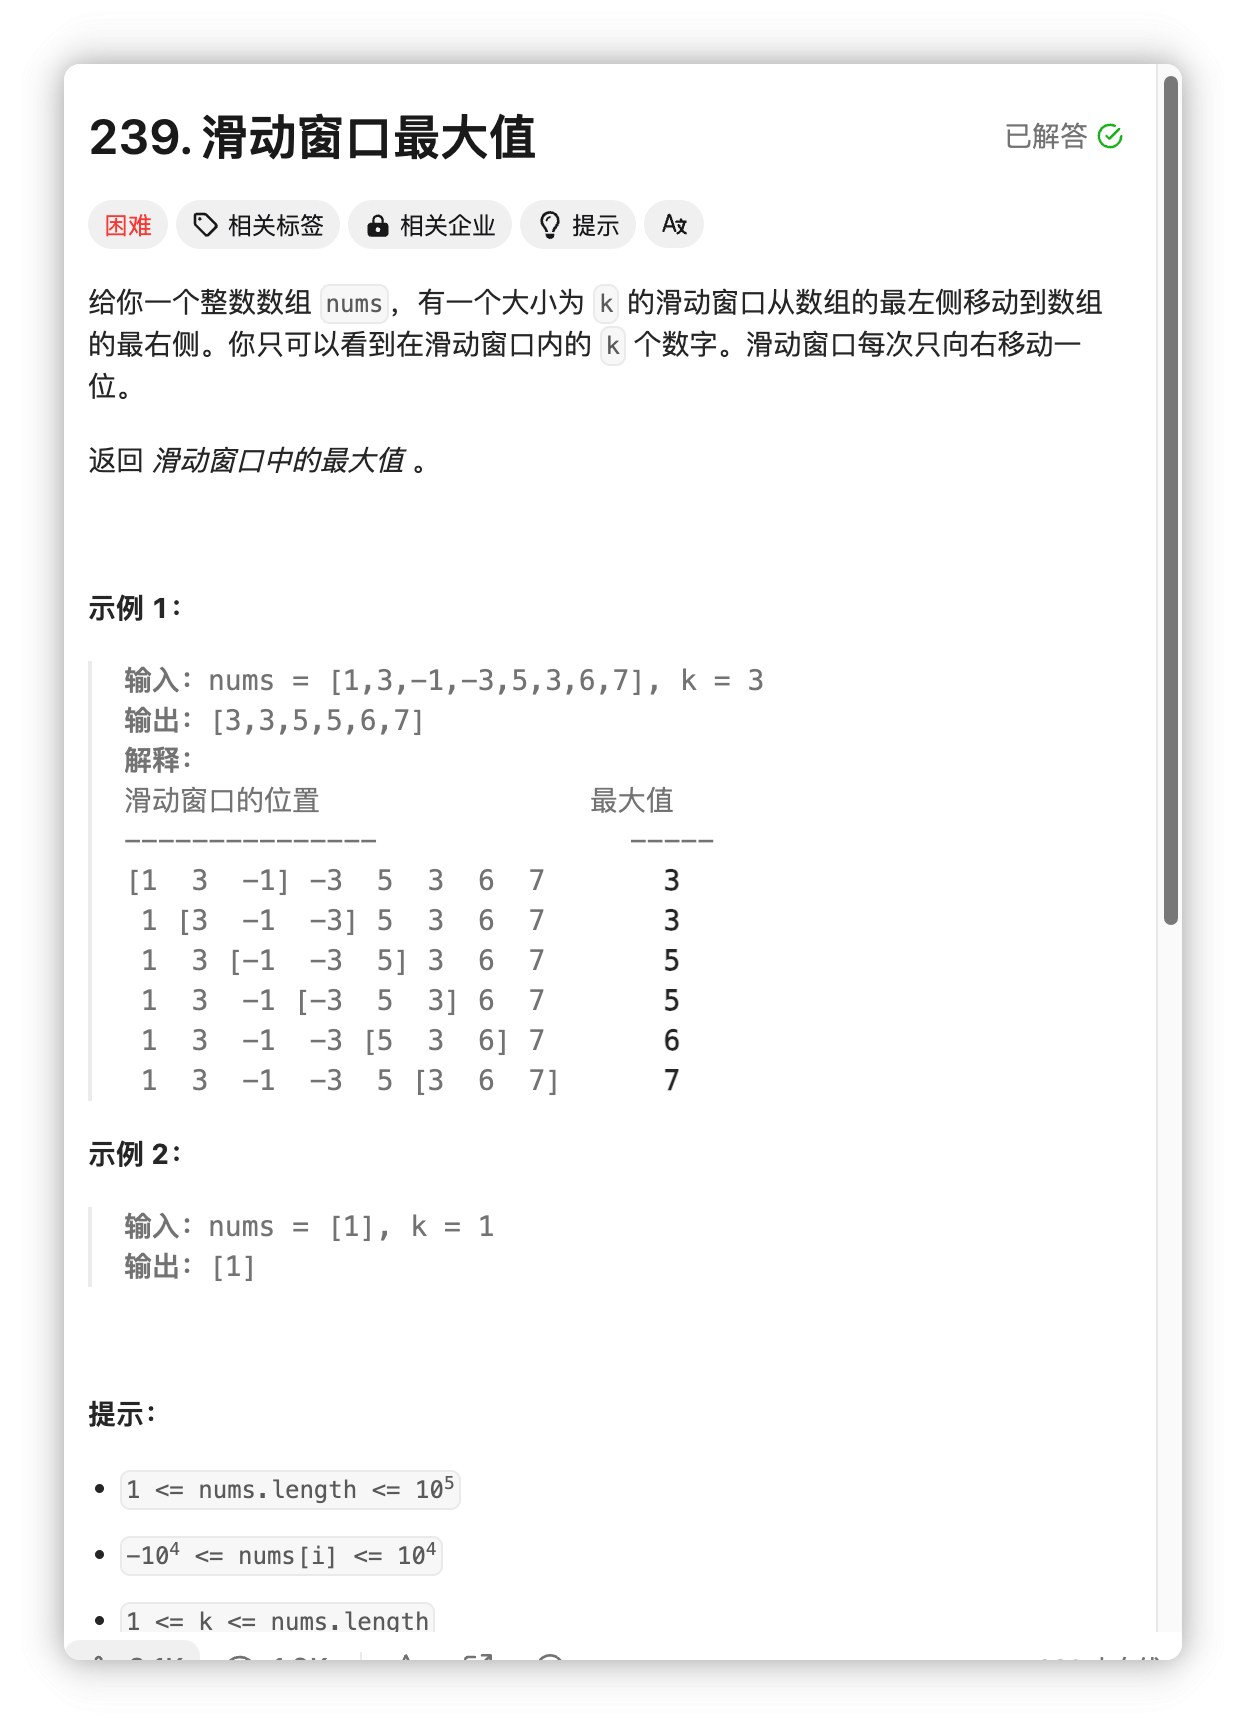 239. 滑动窗口最大值
已解答
困难 相关标签 相关企业 提示
给你一个整数数组 nums，有一个大小为 k 的滑动窗口从数组的最左侧移动到数组
的最右侧。你只可以看到在滑动窗口内的 k 个数字。滑动窗口每次只向右移动一
位。
返回 滑动窗口中的最大值 。
示例 1：
输入：nums = [1,3,-1,-3,5,3,6,7], k = 3
输出：[3,3,5,5,6,7]
解释：
滑动窗口的位置                最大值
---------------               -----
[1  3  -1] -3  5  3  6  7       3
 1 [3  -1  -3] 5  3  6  7       3
 1  3 [-1  -3  5] 3  6  7       5
 1  3  -1 [-3  5  3] 6  7       5
 1  3  -1  -3 [5  3  6] 7       6
 1  3  -1  -3  5 [3  6  7]      7
示例 2：
输入：nums = [1], k = 1
输出：[1]
提示：
1 <= nums.length <= 10⁵
-10⁴ <= nums[i] <= 10⁴
1 <= k <= nums.length